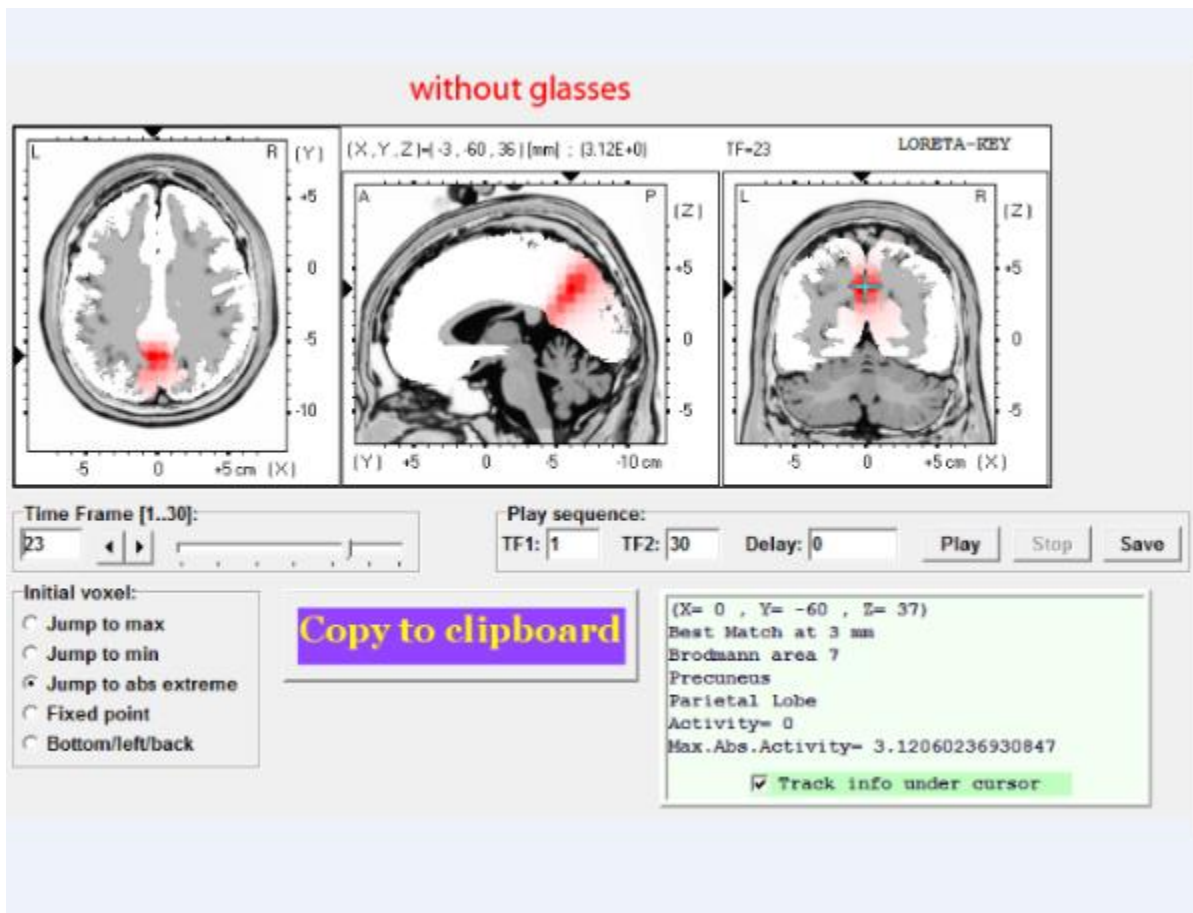 without glasses
L R (Y) (X,Y,Z)=( -3 , -60 , 36 ) [mm] ; (3.12E+0) TF=23 LORETA-KEY
A P (Z) L R (Z)
+5
0
-5
-10
+5
0
-5
+5
0
-5
-5 0 +5 cm (X) (Y) +5 0 -5 -10 cm -5 0 +5 cm (X)
Time Frame [1..30]:
23
Play sequence:
TF1: 1 TF2: 30 Delay: 0 Play Stop Save
Initial voxel:
Jump to max
Jump to min
Jump to abs extreme
Fixed point
Bottom/left/back
Copy to clipboard
(X= 0 , Y= -60 , Z= 37)
Best Match at 3 mm
Brodmann area 7
Precuneus
Parietal Lobe
Activity= 0
Max.Abs.Activity= 3.12060236930847
Track info under cursor